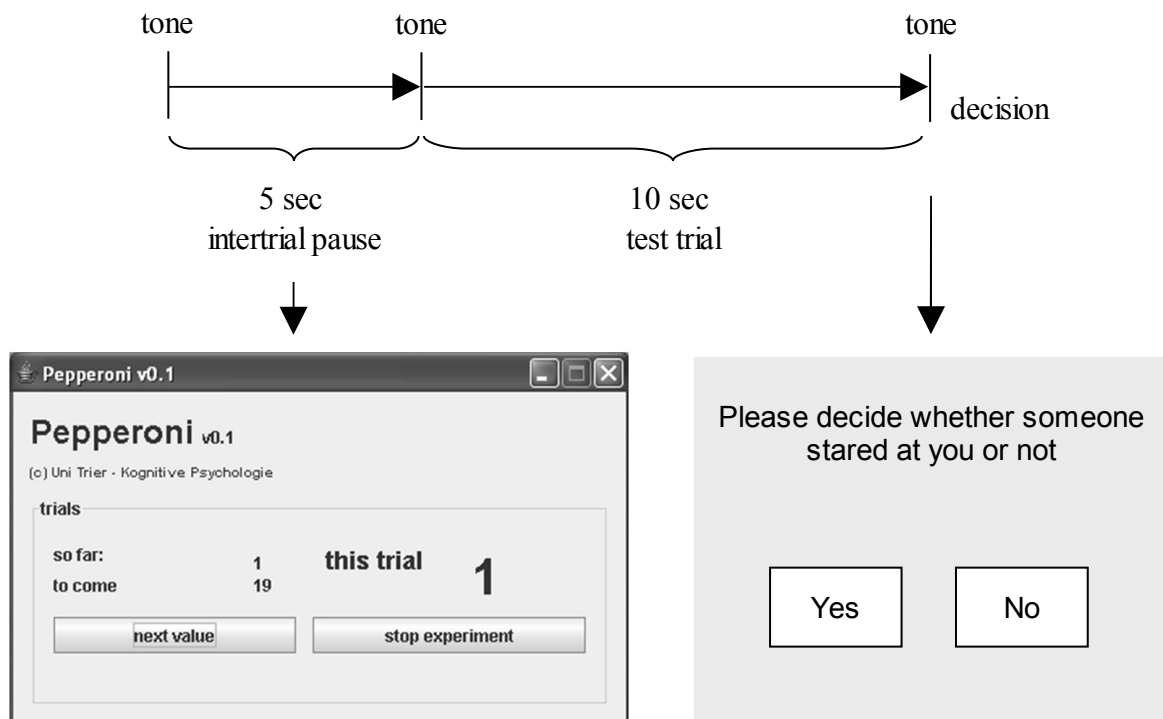 tone tone tone
decision
5 sec
intertrial pause
10 sec
test trial
Pepperoni v0.1
Pepperoni v0.1
(c) Uni Trier - Kognitive Psychologie
trials
so far: 1
to come 19
this trial 1
next value
stop experiment
Please decide whether someone
stared at you or not
Yes No